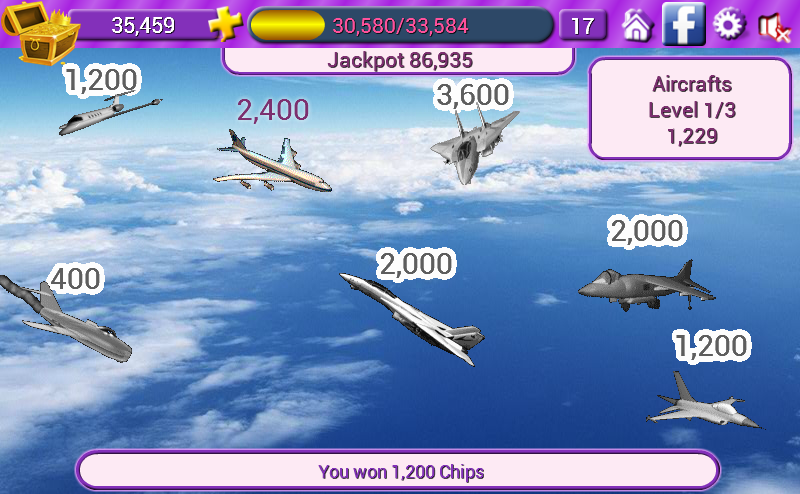 35,459
30,580/33,584
17
f
Jackpot 86,935
Aircrafts
Level 1/3
1,229
1,200
2,400
3,600
400
2,000
2,000
1,200
You won 1,200 Chips